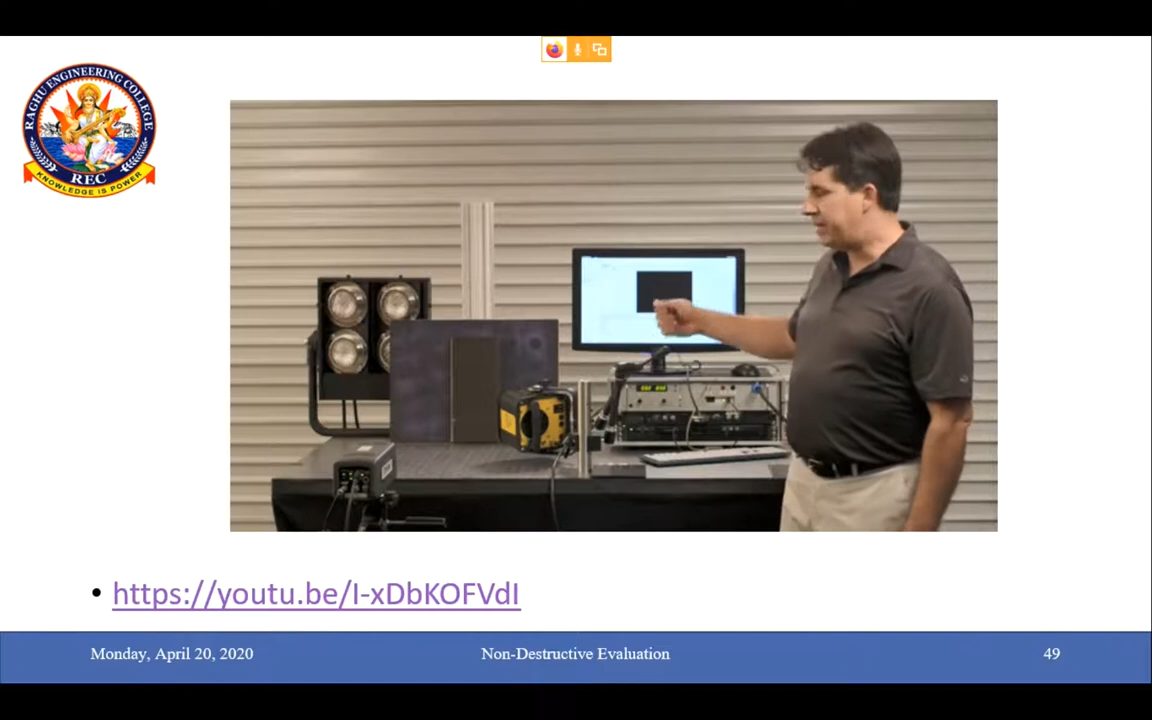 RAGHU ENGINEERING COLLEGE
REC
KNOWLEDGE IS POWER
• https://youtu.be/I-xDbKOFVdI
Monday, April 20, 2020
Non-Destructive Evaluation
49